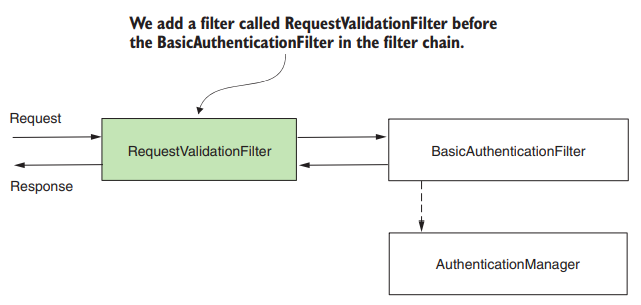 We add a filter called RequestValidationFilter before
the BasicAuthenticationFilter in the filter chain.
Request
RequestValidationFilter
BasicAuthenticationFilter
Response
AuthenticationManager